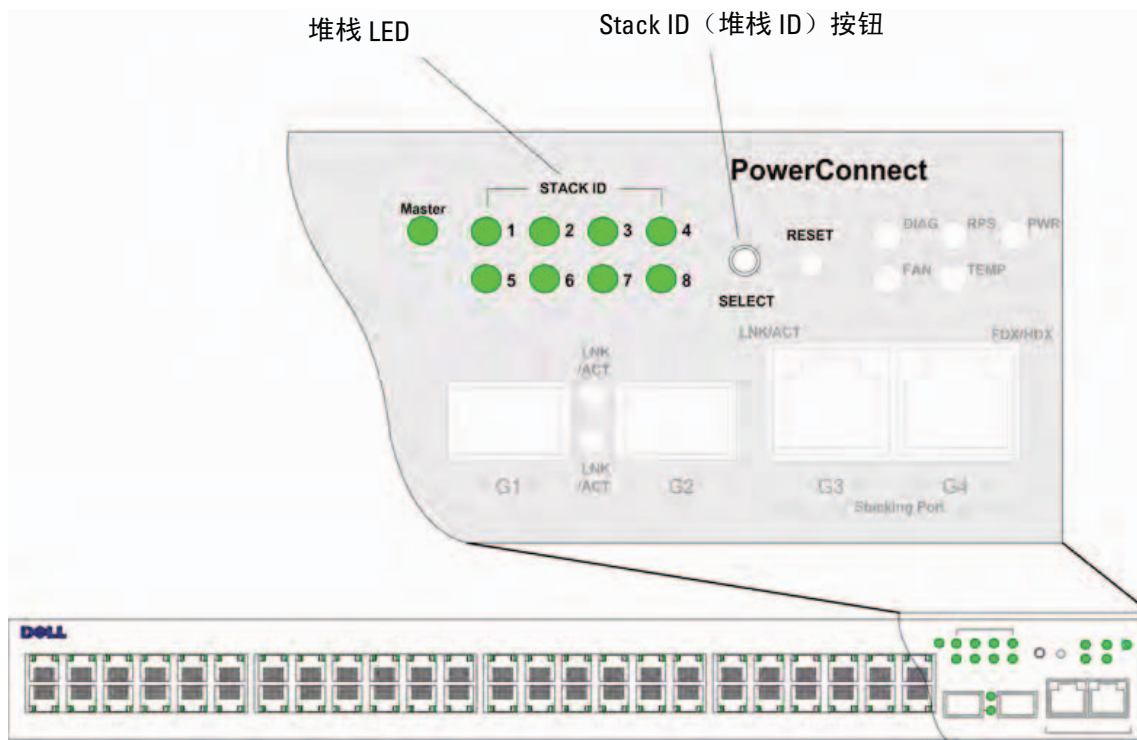 堆栈 LED
Stack ID（堆栈 ID）按钮
PowerConnect
STACK ID
Master
1 2 3 4
5 6 7 8
RESET
SELECT
DIAG RPS PWR
FAN TEMP
LNK/ACT
FDX/HDX
LNK
/ACT
LNK
/ACT
G1
G2
G3
G4
Stacking Port
DELL